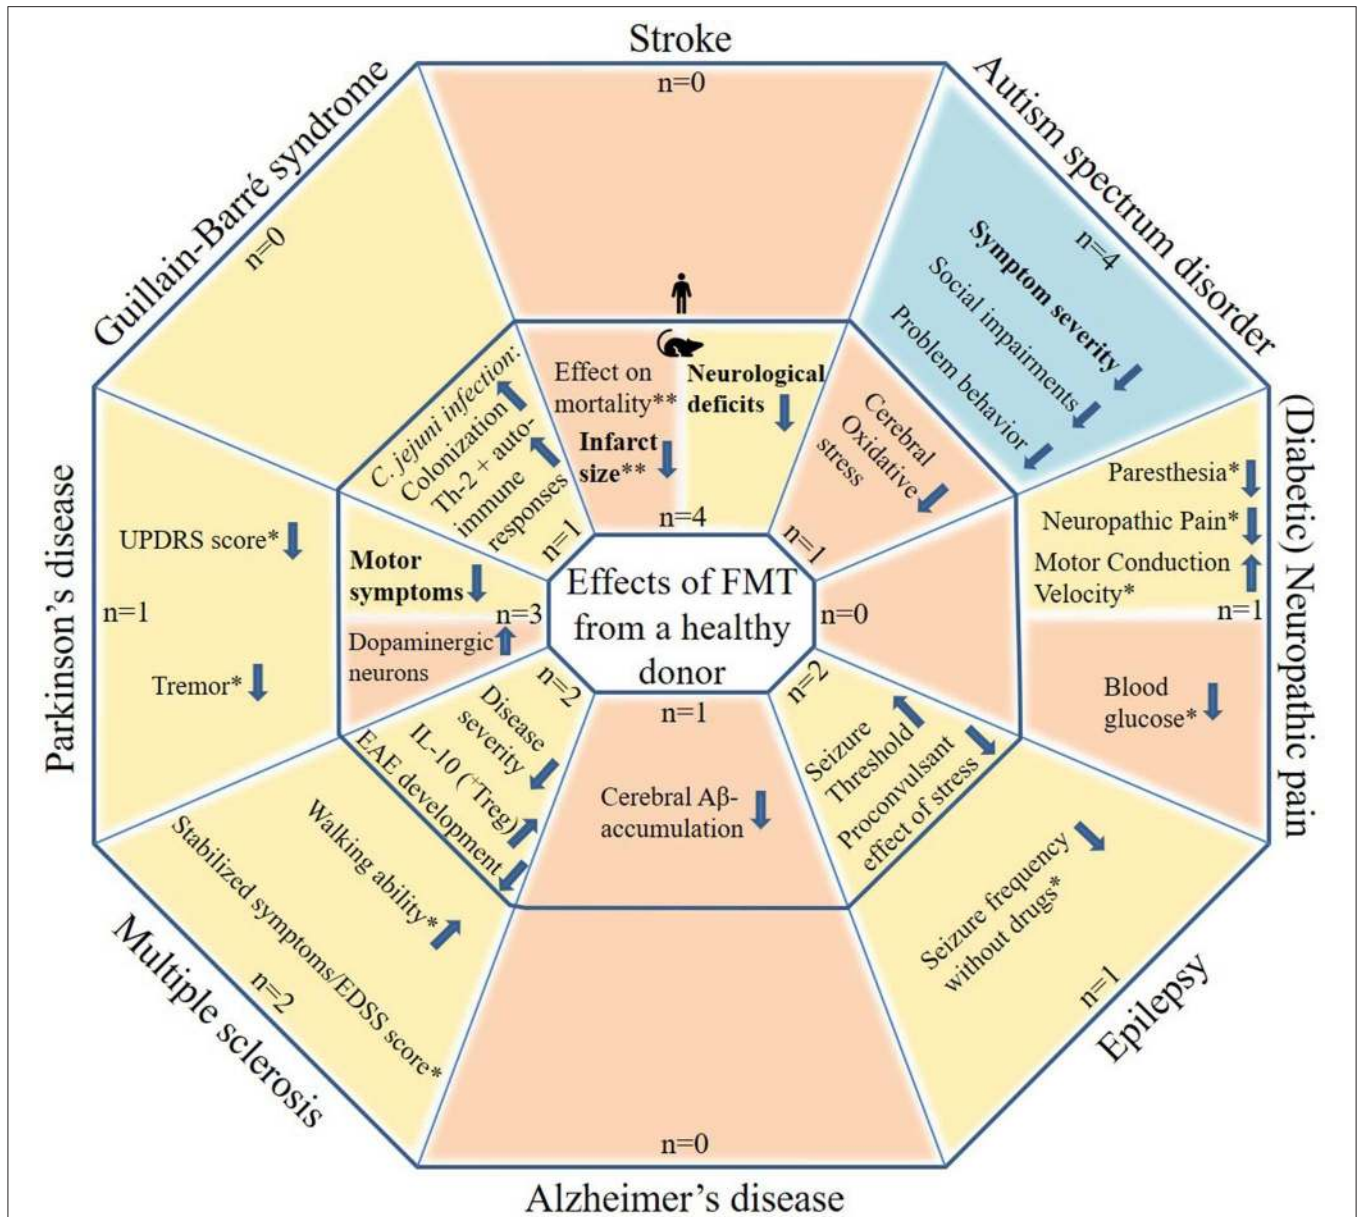 Stroke
n=0
Autism spectrum disorder
n=4
Symptom severity
Social impairments
Problem behavior
(Diabetic) Neuropathic pain
Paresthesia*
Neuropathic Pain*
Motor Conduction
Velocity*
n=1
Blood
glucose*
Epilepsy
n=1
Seizure frequency
without drugs*
Alzheimer's disease
n=0
Multiple sclerosis
n=2
Stabilized symptoms/EDSS score*
Walking ability*
Parkinson's disease
n=1
UPDRS score*
Tremor*
Guillain-Barré syndrome
n=0
Effect on
mortality**
Infarct
size**
Neurological
deficits
n=4
Cerebral
Oxidative
stress
n=1
n=0
n=2
Seizure
Threshold
Proconvulsant
effect of stress
n=1
Cerebral Aβ-
accumulation
n=2
Disease
severity
IL-10 (⁺Treg)
EAE development
Motor
symptoms
n=3
Dopaminergic
neurons
C. jejuni infection:
Colonization
Th-2 + auto-
immune
responses
n=1
Effects of FMT
from a healthy
donor